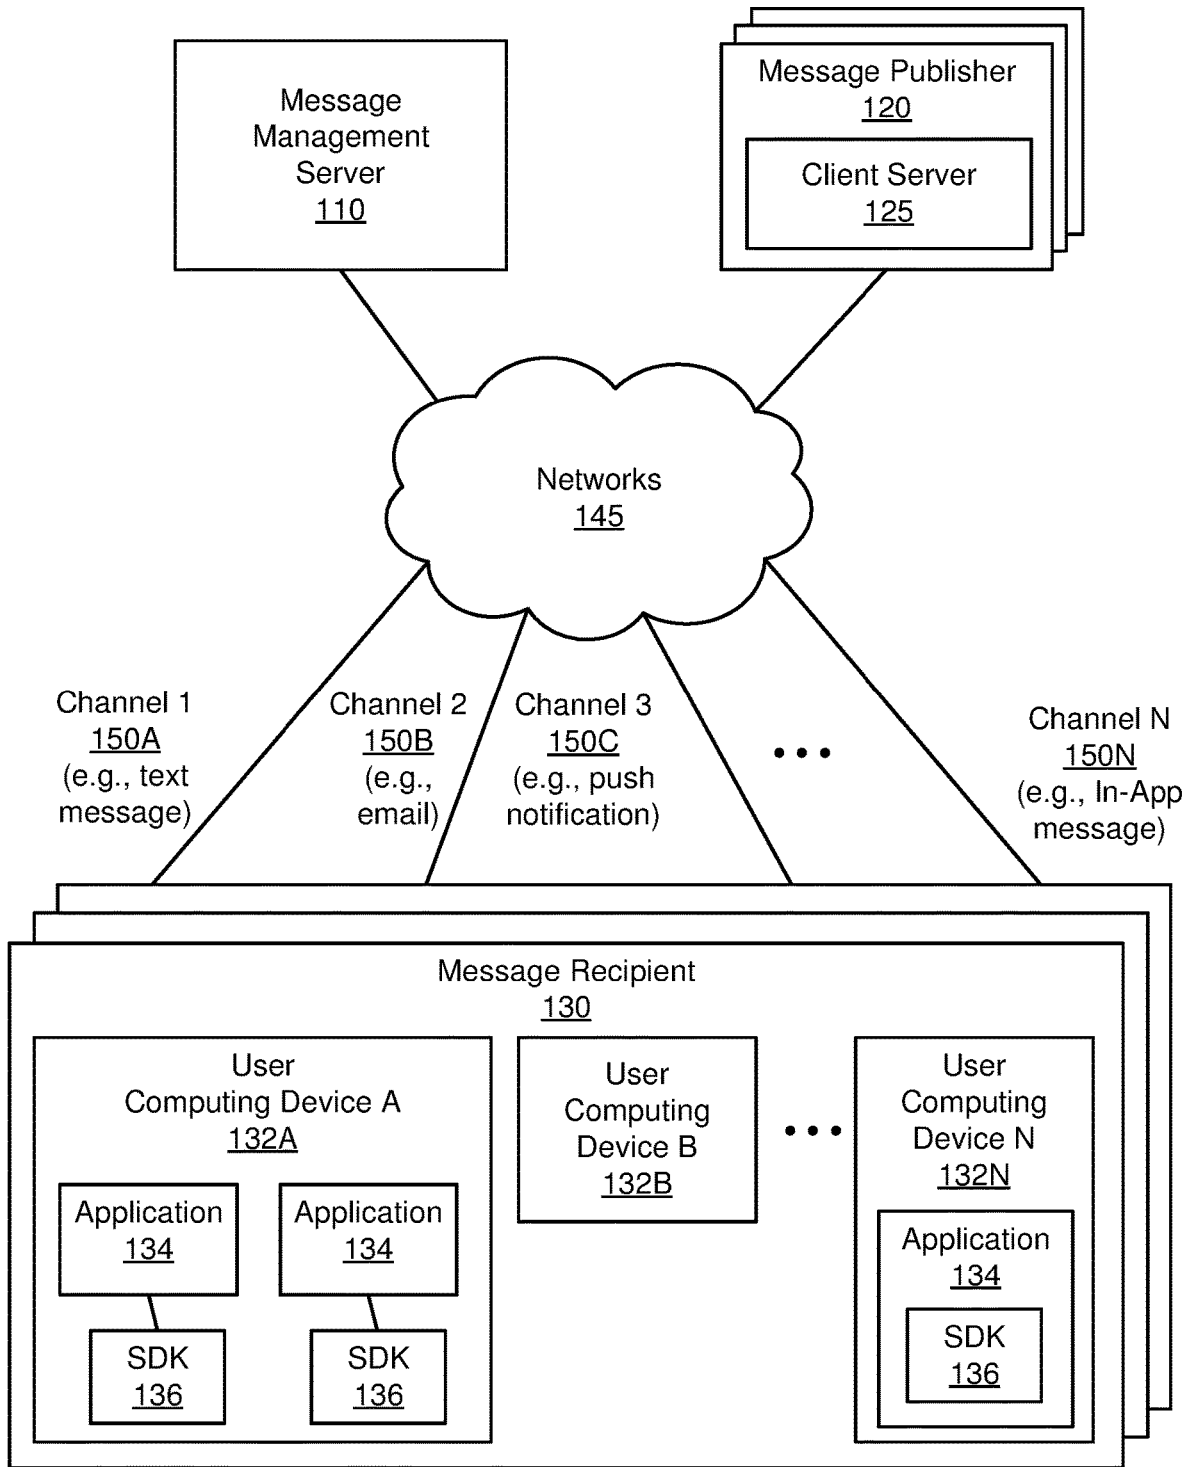 Message
Management
Server
110
Message Publisher
120
Client Server
125
Networks
145
Channel 1
150A
(e.g., text
message)
Channel 2
150B
(e.g.,
email)
Channel 3
150C
(e.g., push
notification)
Channel N
150N
(e.g., In-App
message)
Message Recipient
130
User
Computing Device A
132A
Application
134
SDK
136
Application
134
SDK
136
User
Computing
Device B
132B
User
Computing
Device N
132N
Application
134
SDK
136